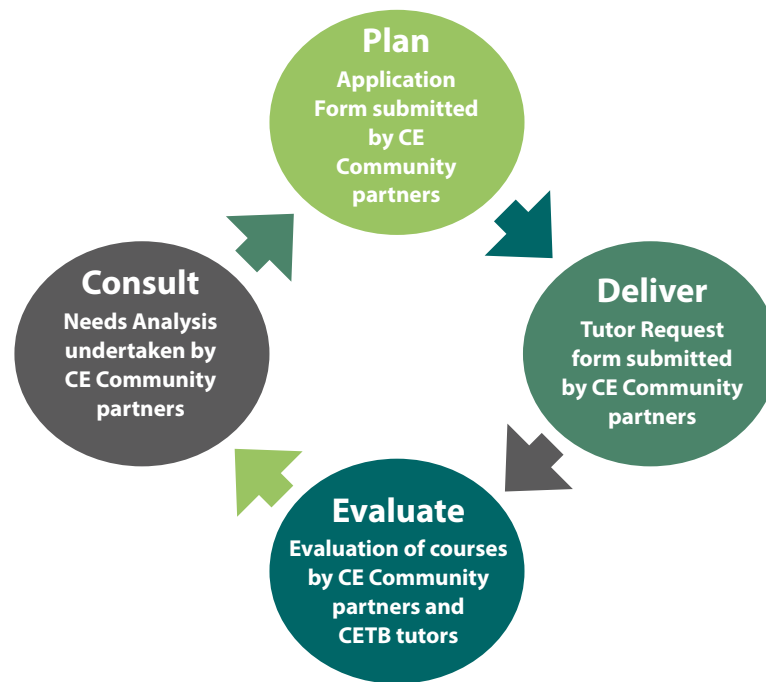 Plan
Application
Form submitted
by CE
Community
partners
Deliver
Tutor Request
form submitted
by CE Community
partners
Evaluate
Evaluation of courses
by CE Community
partners and
CETB tutors
Consult
Needs Analysis
undertaken by
CE Community
partners